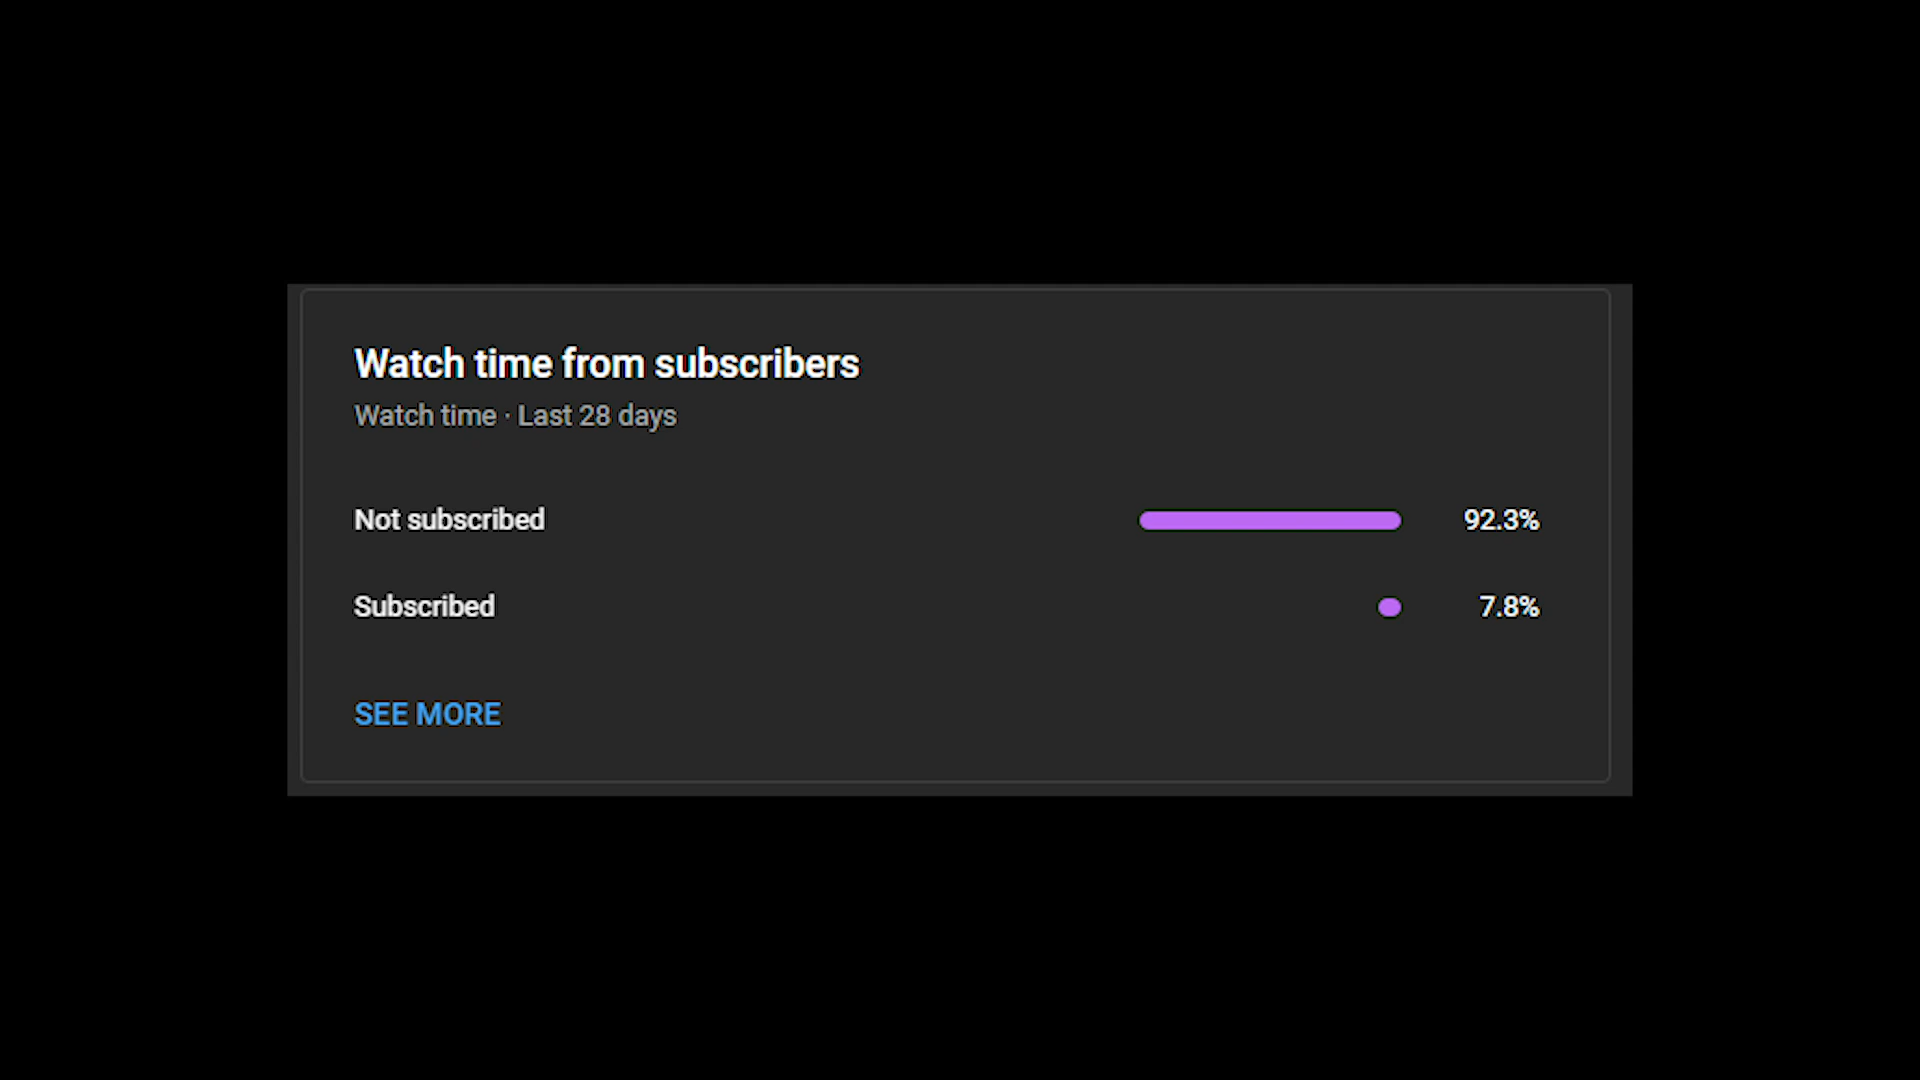 Watch time from subscribers
Watch time · Last 28 days
Not subscribed 92.3%
Subscribed 7.8%
SEE MORE